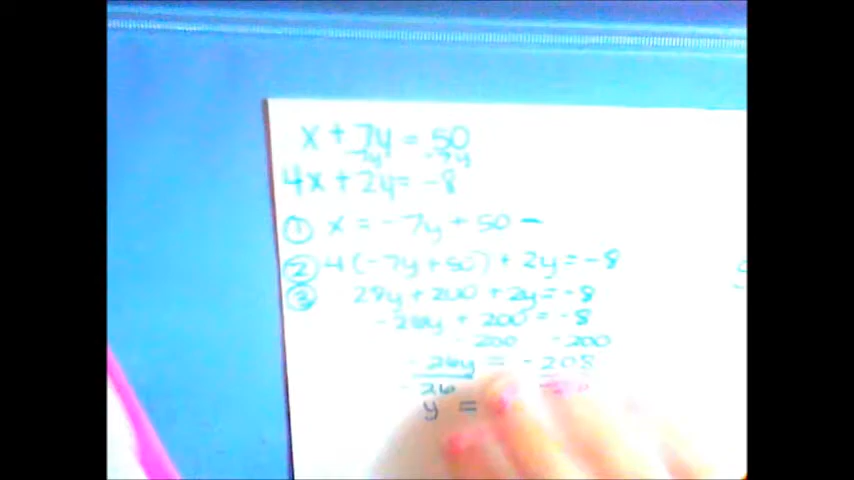 x + 7y = 50
-7y -7y
4x + 2y = -8
① x = -7y + 50 -
② 4(-7y + 50) + 2y = -8
③ 28y + 200 + 2y = -8
-26y + 200 = -8
-200 -200
-26y = -208
-26
y =